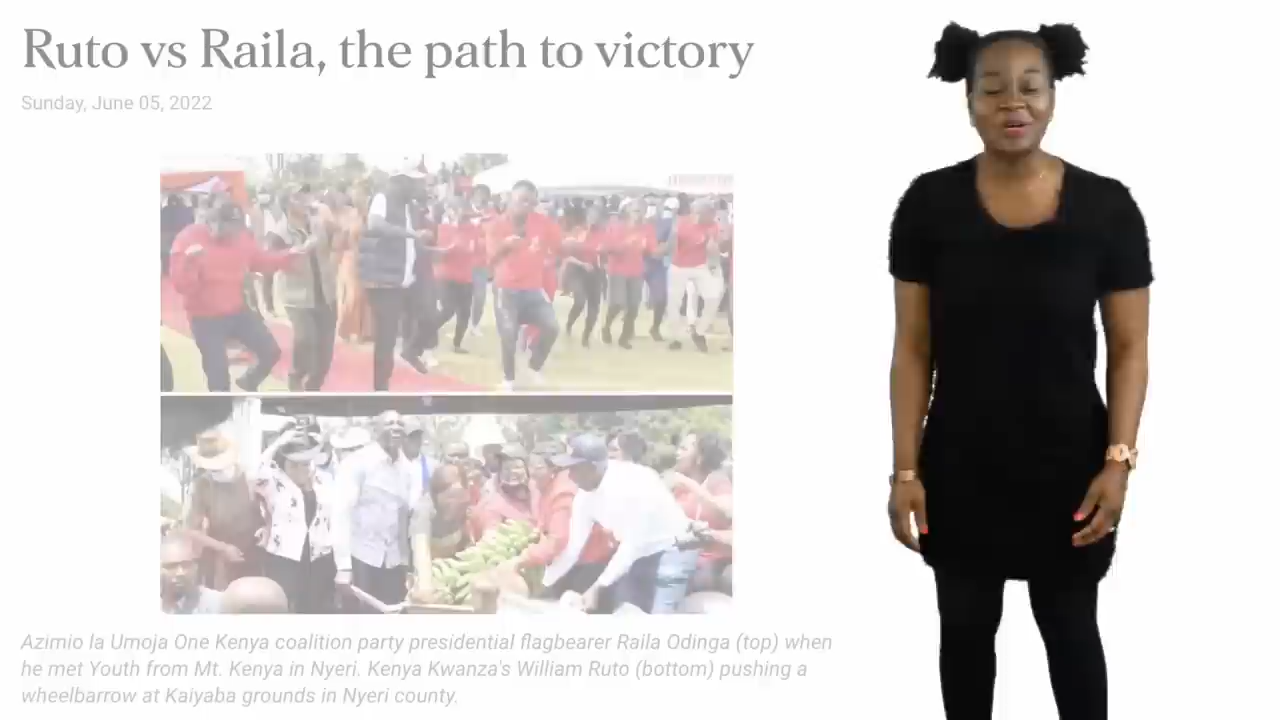 Ruto vs Raila, the path to victory
Sunday, June 05, 2022
Azimio la Umoja One Kenya coalition party presidential flagbearer Raila Odinga (top) when
he met Youth from Mt. Kenya in Nyeri. Kenya Kwanza's William Ruto (bottom) pushing a
wheelbarrow at Kaiyaba grounds in Nyeri county.